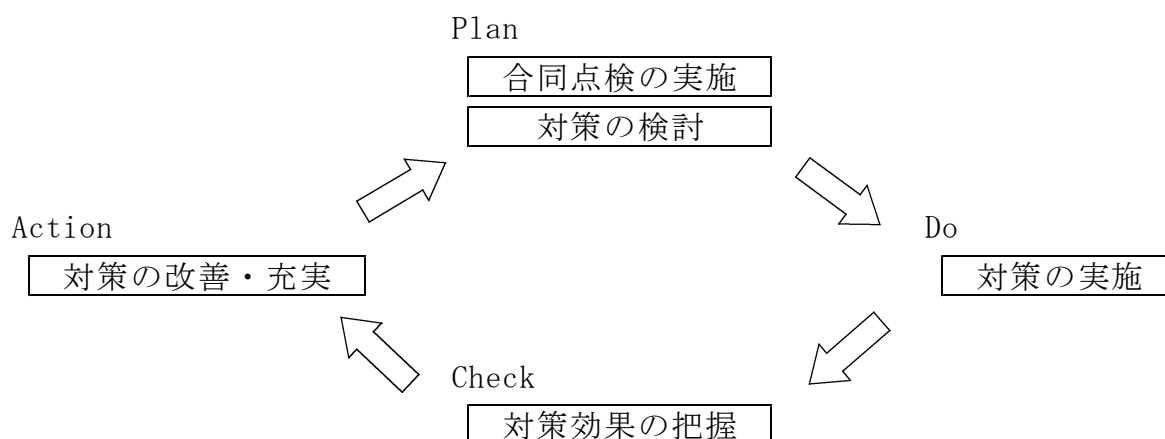 Plan
合同点検の実施
対策の検討
Action
対策の改善・充実
Do
対策の実施
Check
対策効果の把握